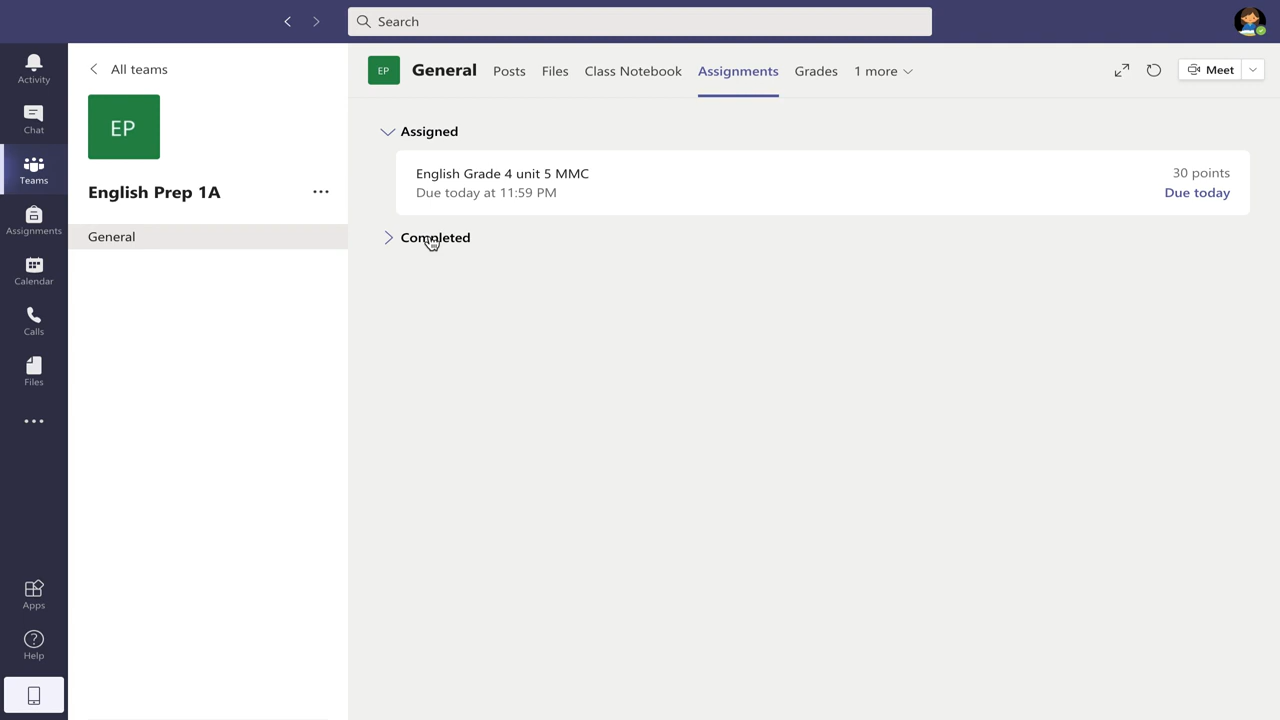 Search
Activity
Chat
Teams
Assignments
Calendar
Calls
Files
Apps
Help
All teams
EP
English Prep 1A
General
EP
General Posts Files Class Notebook Assignments Grades 1 more
Meet
Assigned
English Grade 4 unit 5 MMC 30 points
Due today at 11:59 PM Due today
Completed